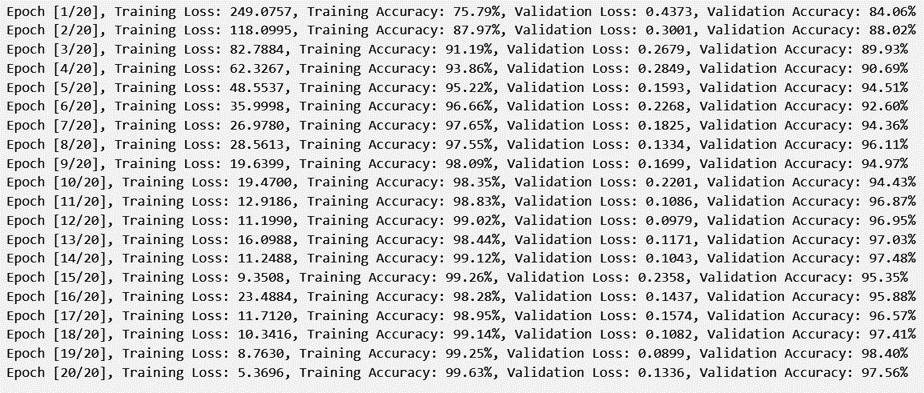 Epoch [1/20], Training Loss: 249.0757, Training Accuracy: 75.79%, Validation Loss: 0.4373, Validation Accuracy: 84.06%
Epoch [2/20], Training Loss: 118.0995, Training Accuracy: 87.97%, Validation Loss: 0.3001, Validation Accuracy: 88.02%
Epoch [3/20], Training Loss: 82.7884, Training Accuracy: 91.19%, Validation Loss: 0.2679, Validation Accuracy: 89.93%
Epoch [4/20], Training Loss: 62.3267, Training Accuracy: 93.86%, Validation Loss: 0.2849, Validation Accuracy: 90.69%
Epoch [5/20], Training Loss: 48.5537, Training Accuracy: 95.22%, Validation Loss: 0.1593, Validation Accuracy: 94.51%
Epoch [6/20], Training Loss: 35.9998, Training Accuracy: 96.66%, Validation Loss: 0.2268, Validation Accuracy: 92.60%
Epoch [7/20], Training Loss: 26.9780, Training Accuracy: 97.65%, Validation Loss: 0.1825, Validation Accuracy: 94.36%
Epoch [8/20], Training Loss: 28.5613, Training Accuracy: 97.55%, Validation Loss: 0.1334, Validation Accuracy: 96.11%
Epoch [9/20], Training Loss: 19.6399, Training Accuracy: 98.09%, Validation Loss: 0.1699, Validation Accuracy: 94.97%
Epoch [10/20], Training Loss: 19.4700, Training Accuracy: 98.35%, Validation Loss: 0.2201, Validation Accuracy: 94.43%
Epoch [11/20], Training Loss: 12.9186, Training Accuracy: 98.83%, Validation Loss: 0.1086, Validation Accuracy: 96.87%
Epoch [12/20], Training Loss: 11.1990, Training Accuracy: 99.02%, Validation Loss: 0.0979, Validation Accuracy: 96.95%
Epoch [13/20], Training Loss: 16.0988, Training Accuracy: 98.44%, Validation Loss: 0.1171, Validation Accuracy: 97.03%
Epoch [14/20], Training Loss: 11.2488, Training Accuracy: 99.12%, Validation Loss: 0.1043, Validation Accuracy: 97.48%
Epoch [15/20], Training Loss: 9.3508, Training Accuracy: 99.26%, Validation Loss: 0.2358, Validation Accuracy: 95.35%
Epoch [16/20], Training Loss: 23.4884, Training Accuracy: 98.28%, Validation Loss: 0.1437, Validation Accuracy: 95.88%
Epoch [17/20], Training Loss: 11.7120, Training Accuracy: 98.95%, Validation Loss: 0.1574, Validation Accuracy: 96.57%
Epoch [18/20], Training Loss: 10.3416, Training Accuracy: 99.14%, Validation Loss: 0.1082, Validation Accuracy: 97.41%
Epoch [19/20], Training Loss: 8.7630, Training Accuracy: 99.25%, Validation Loss: 0.0899, Validation Accuracy: 98.40%
Epoch [20/20], Training Loss: 5.3696, Training Accuracy: 99.63%, Validation Loss: 0.1336, Validation Accuracy: 97.56%